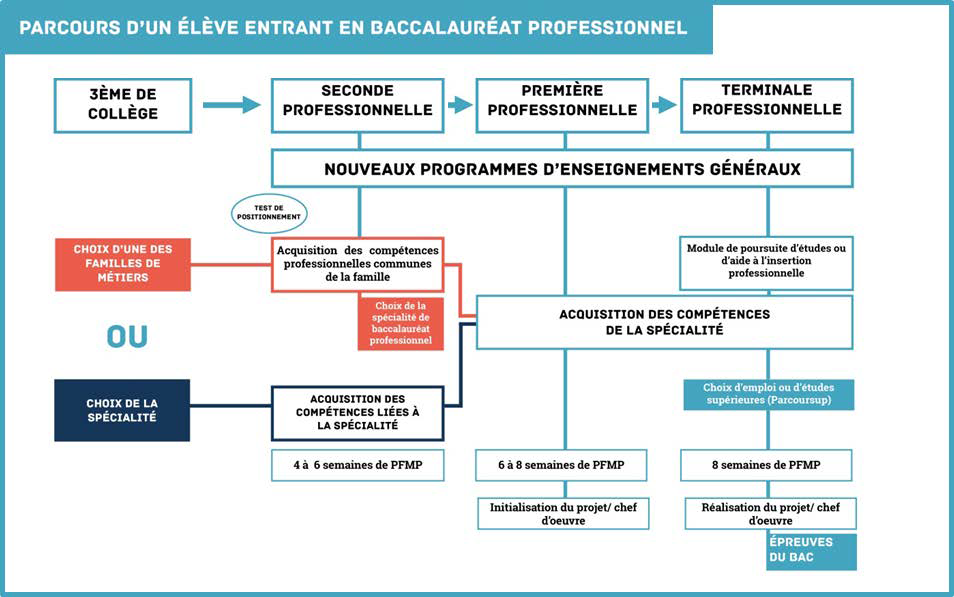 PARCOURS D'UN ÉLÈVE ENTRANT EN BACCALAURÉAT PROFESSIONNEL
3ÈME DE
COLLÈGE
SECONDE
PROFESSIONNELLE
PREMIÈRE
PROFESSIONNELLE
TERMINALE
PROFESSIONNELLE
NOUVEAUX PROGRAMMES D'ENSEIGNEMENTS GÉNÉRAUX
TEST DE
POSITIONNEMENT
CHOIX D'UNE DES
FAMILLES DE
MÉTIERS
Acquisition des compétences
professionnelles communes
de la famille
Module de poursuite d'études ou
d'aide à l'insertion
professionnelle
Choix de la
spécialité de
baccalauréat
professionnel
ACQUISITION DES COMPÉTENCES
DE LA SPÉCIALITÉ
OU
CHOIX DE LA
SPÉCIALITÉ
ACQUISITION DES
COMPÉTENCES LIÉES À
LA SPÉCIALITÉ
Choix d'emploi ou d'études
supérieures (Parcoursup)
4 à 6 semaines de PFMP
6 à 8 semaines de PFMP
8 semaines de PFMP
Initialisation du projet/ chef
d'oeuvre
Réalisation du projet/ chef
d'oeuvre
ÉPREUVES
DU BAC